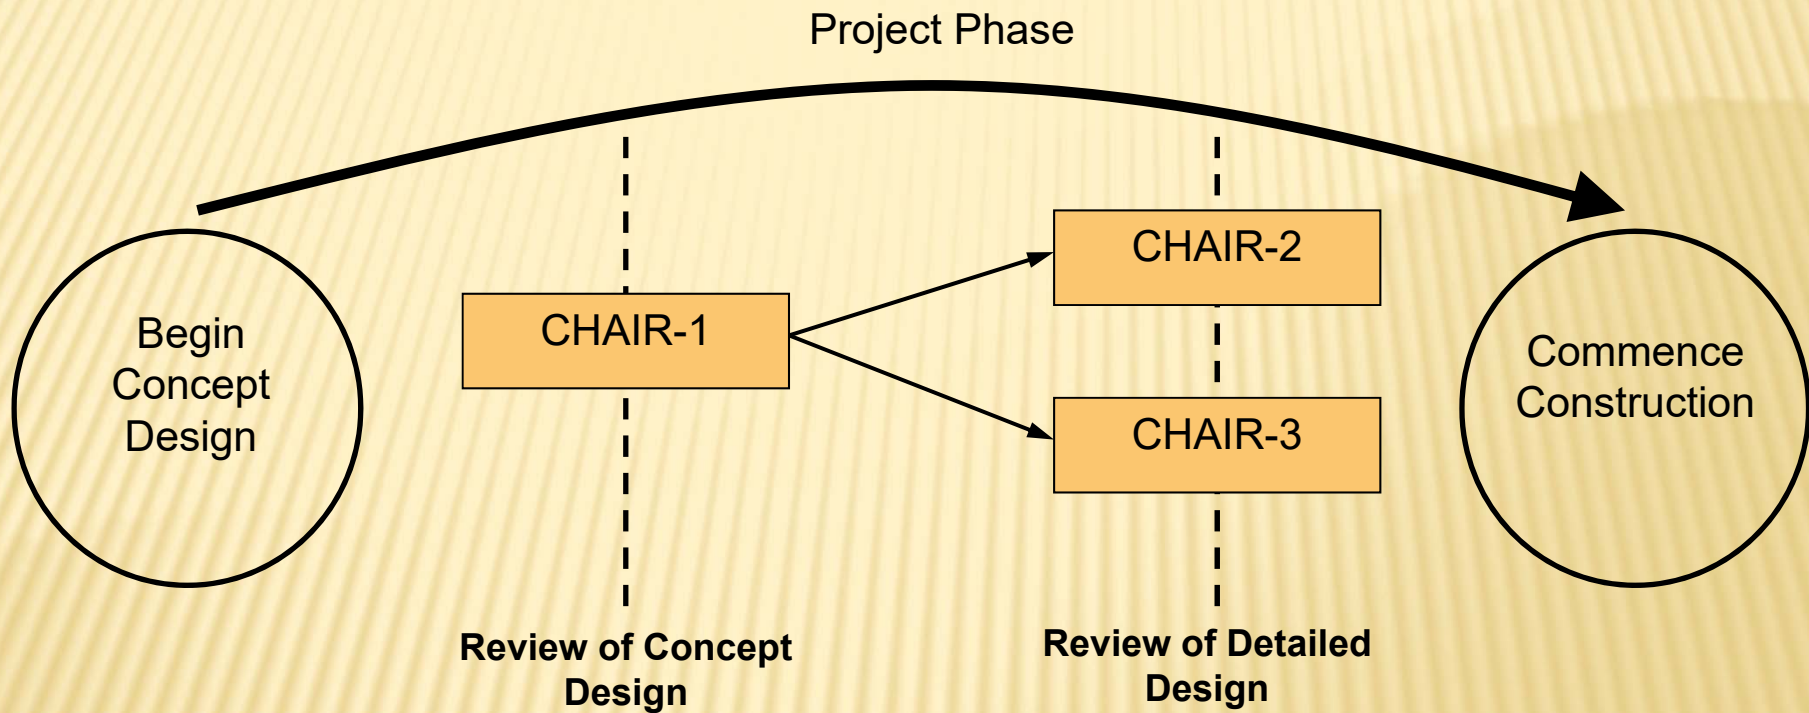 Project Phase
Begin
Concept
Design
CHAIR-1
CHAIR-2
CHAIR-3
Commence
Construction
Review of Concept
Design
Review of Detailed
Design